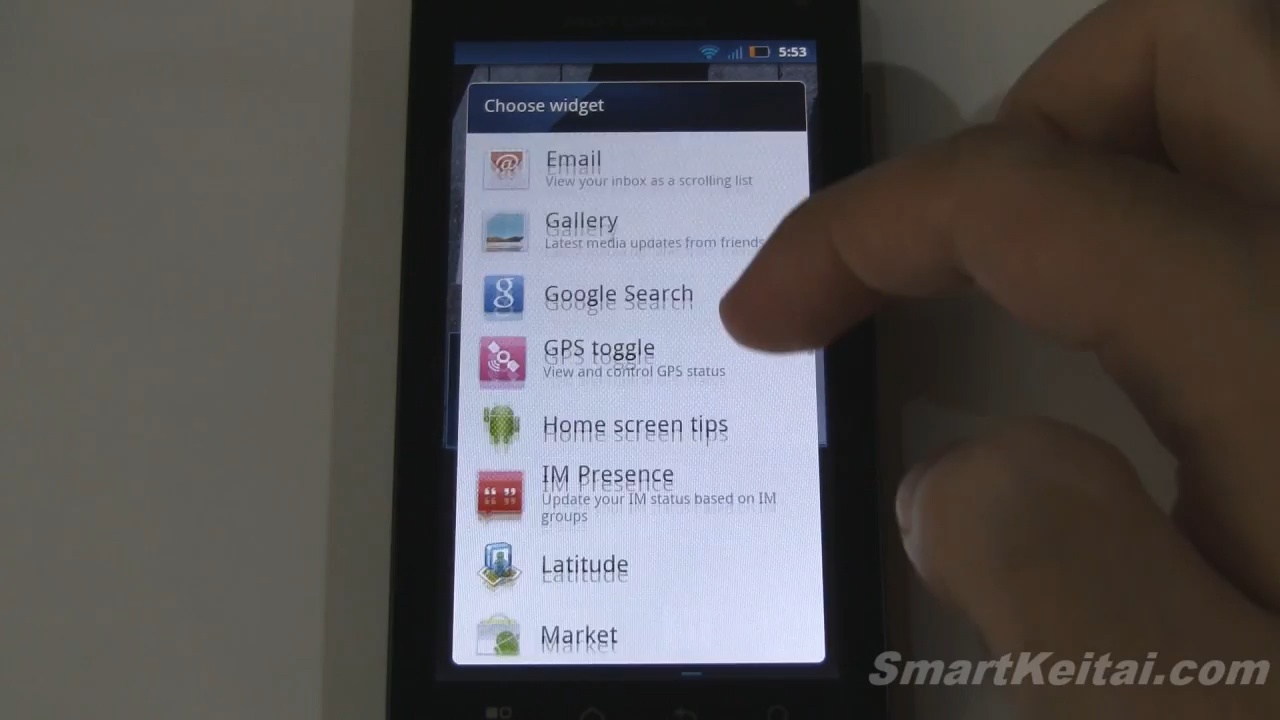 5:53
Choose widget
Email
View your inbox as a scrolling list
Gallery
Latest media updates from friends
Google Search
GPS toggle
View and control GPS status
Home screen tips
IM Presence
Update your IM status based on IM
groups
Latitude
Market
SmartKeitai.com